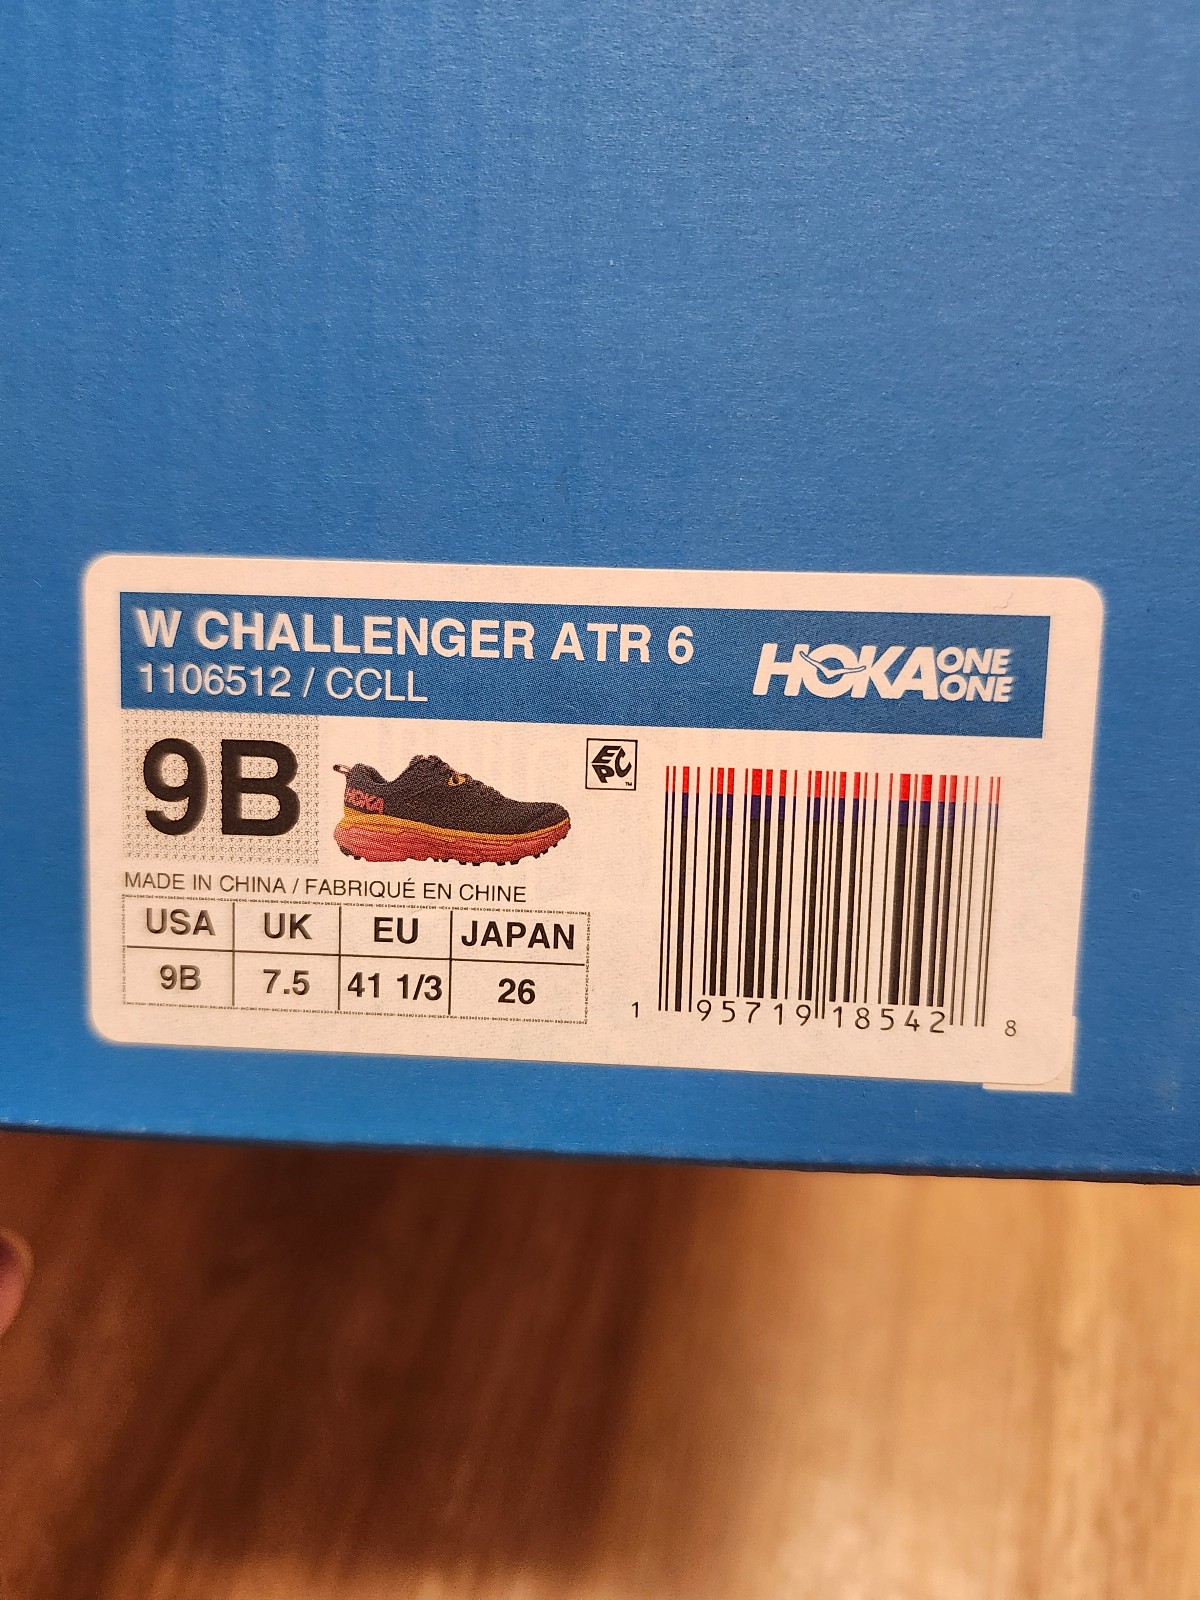 W CHALLENGER ATR 6
1106512 / CCLL
HOKA ONE ONE
9B
HOKA
EPC™
MADE IN CHINA / FABRIQUÉ EN CHINE
USA UK EU JAPAN
9B 7.5 41 1/3 26
1 95719 18542 8